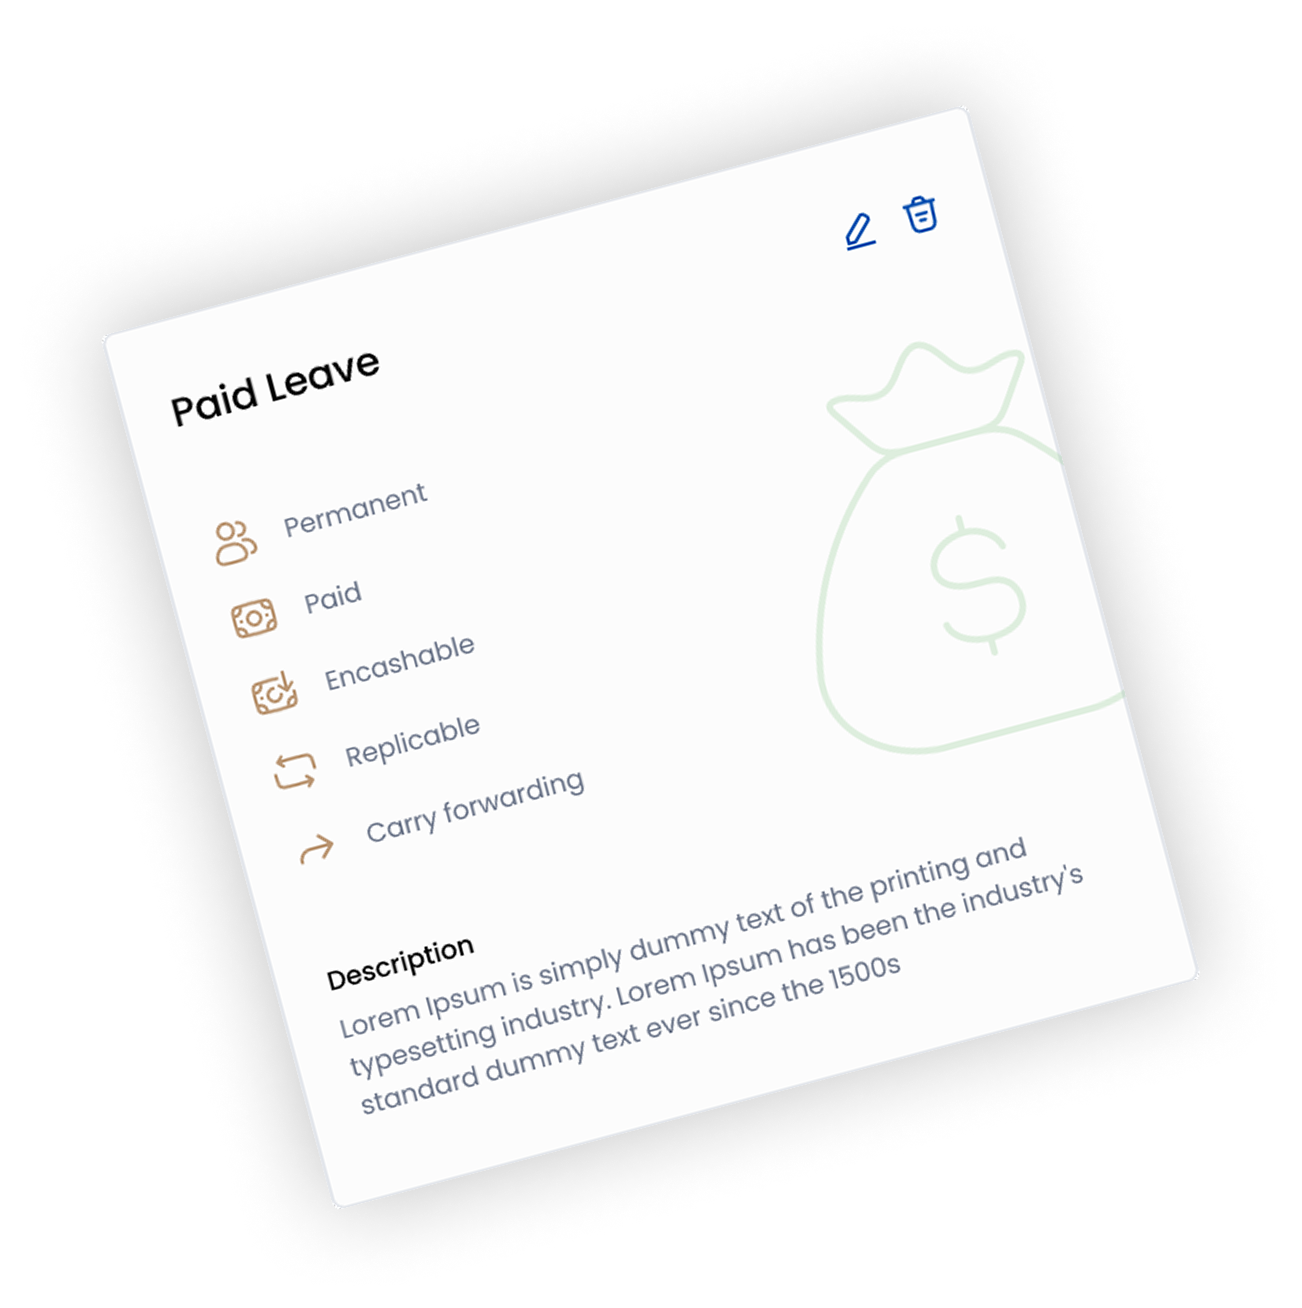 Paid Leave
Permanent
Paid
Encashable
Replicable
Carry forwarding
Description
Lorem Ipsum is simply dummy text of the printing and
typesetting industry. Lorem Ipsum has been the industry's
standard dummy text ever since the 1500s
$